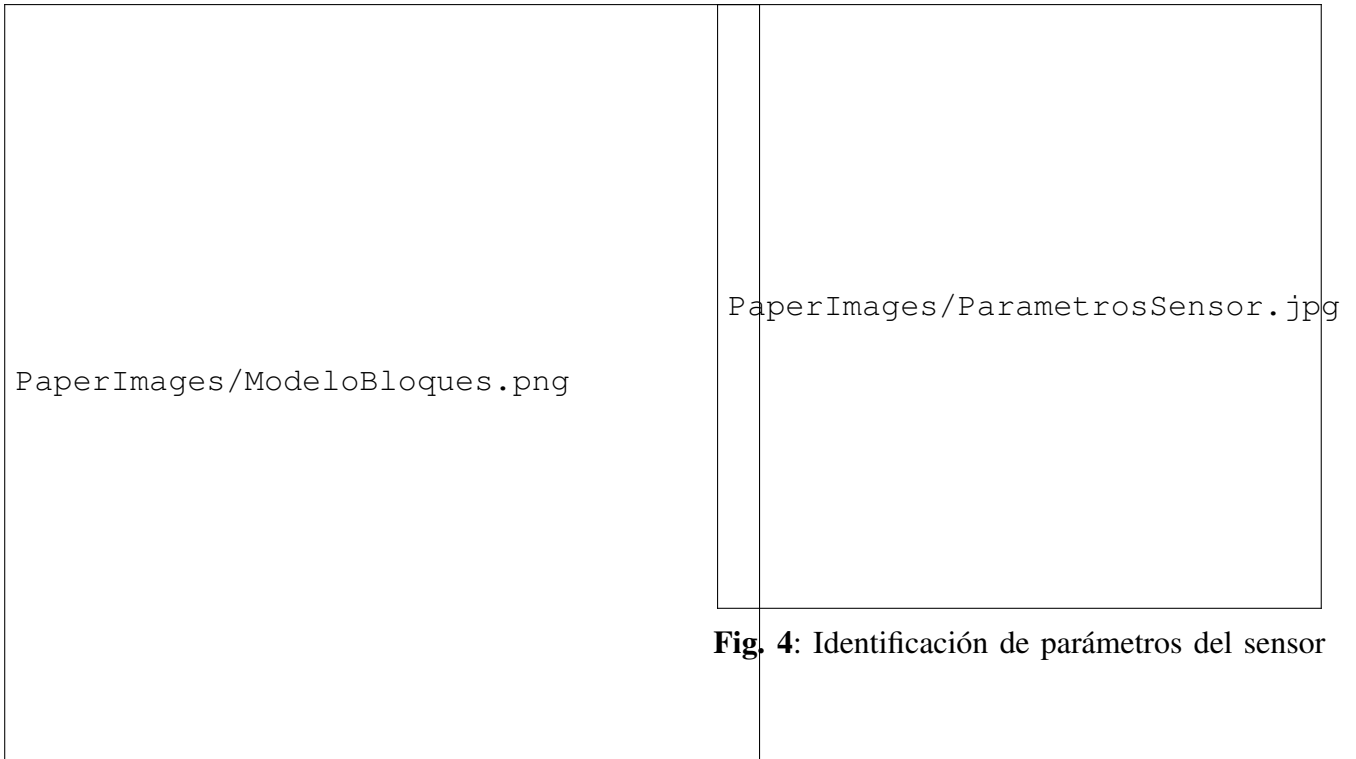 PaperImages/ModeloBloques.png
PaperImages/ParametrosSensor.jpg
Fig. 4: Identificación de parámetros del sensor